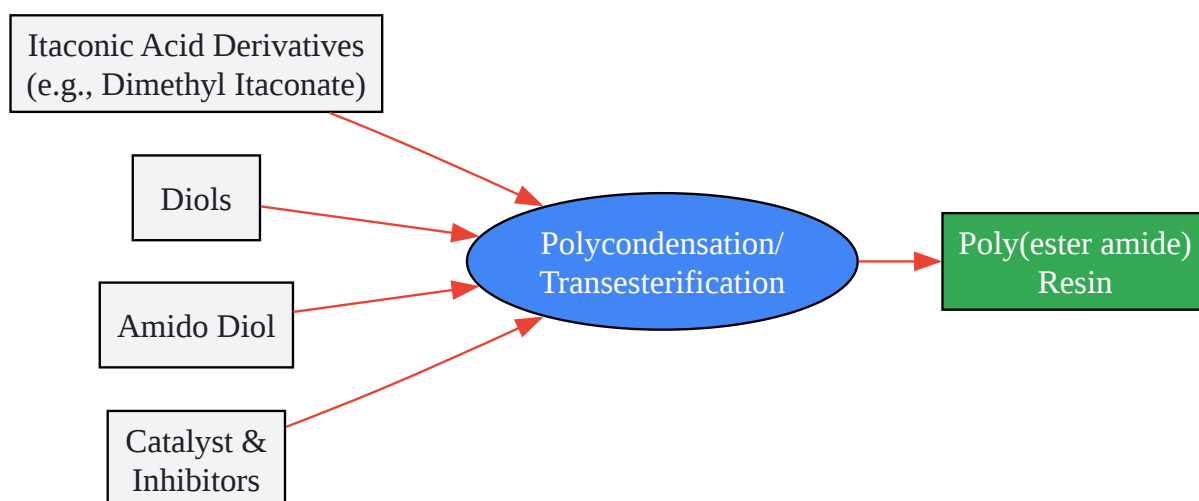 Itaconic Acid Derivatives
(e.g., Dimethyl Itaconate)
Diols
Amido Diol
Catalyst &
Inhibitors
Polycondensation/
Transesterification
Poly(ester amide)
Resin